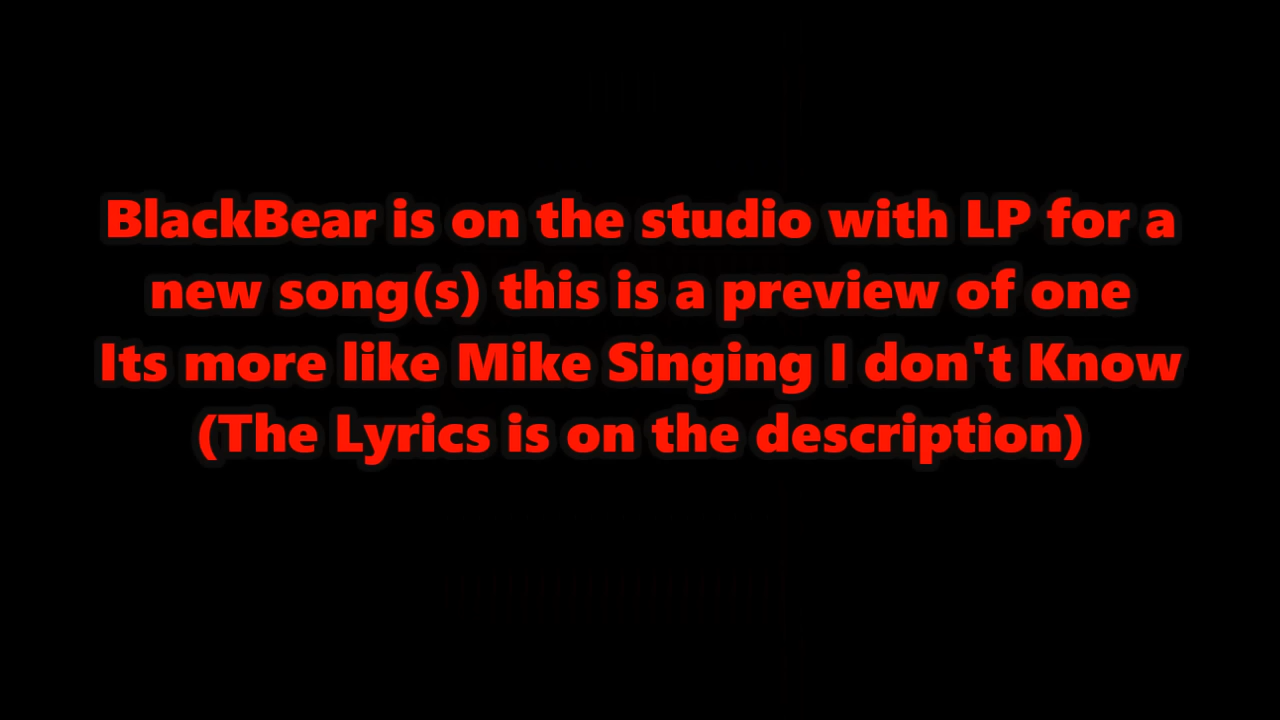 BlackBear is on the studio with LP for a
new song(s) this is a preview of one
Its more like Mike Singing I don't Know
(The Lyrics is on the description)